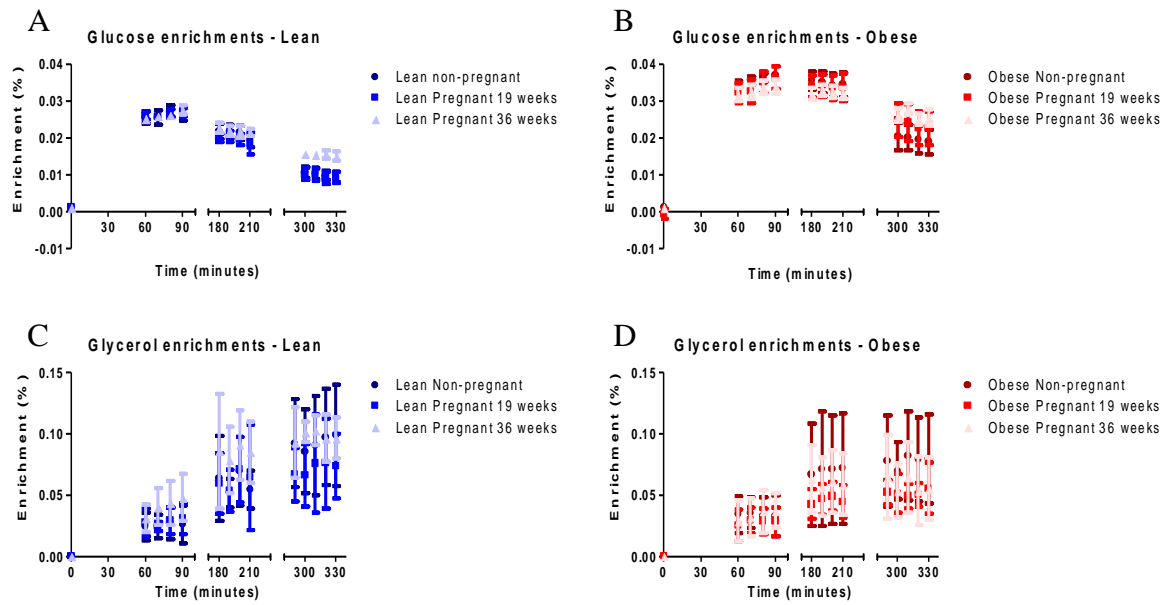 A
Glucose enrichments - Lean
Enrichment (%)
0.04
0.03
0.02
0.01
0.00
-0.01
30 60 90 180 210 300 330
Time (minutes)
Lean non-pregnant
Lean Pregnant 19 weeks
Lean Pregnant 36 weeks
B
Glucose enrichments - Obese
Enrichment (%)
0.04
0.03
0.02
0.01
0.00
-0.01
30 60 90 180 210 300 330
Time (minutes)
Obese Non-pregnant
Obese Pregnant 19 weeks
Obese Pregnant 36 weeks
C
Glycerol enrichments - Lean
Enrichment (%)
0.15
0.10
0.05
0.00
0 30 60 90 180 210 300 330
Time (minutes)
Lean Non-pregnant
Lean Pregnant 19 weeks
Lean Pregnant 36 weeks
D
Glycerol enrichments - Obese
Enrichment (%)
0.15
0.10
0.05
0.00
0 30 60 90 180 210 300 330
Time (minutes)
Obese Non-pregnant
Obese Pregnant 19 weeks
Obese Pregnant 36 weeks